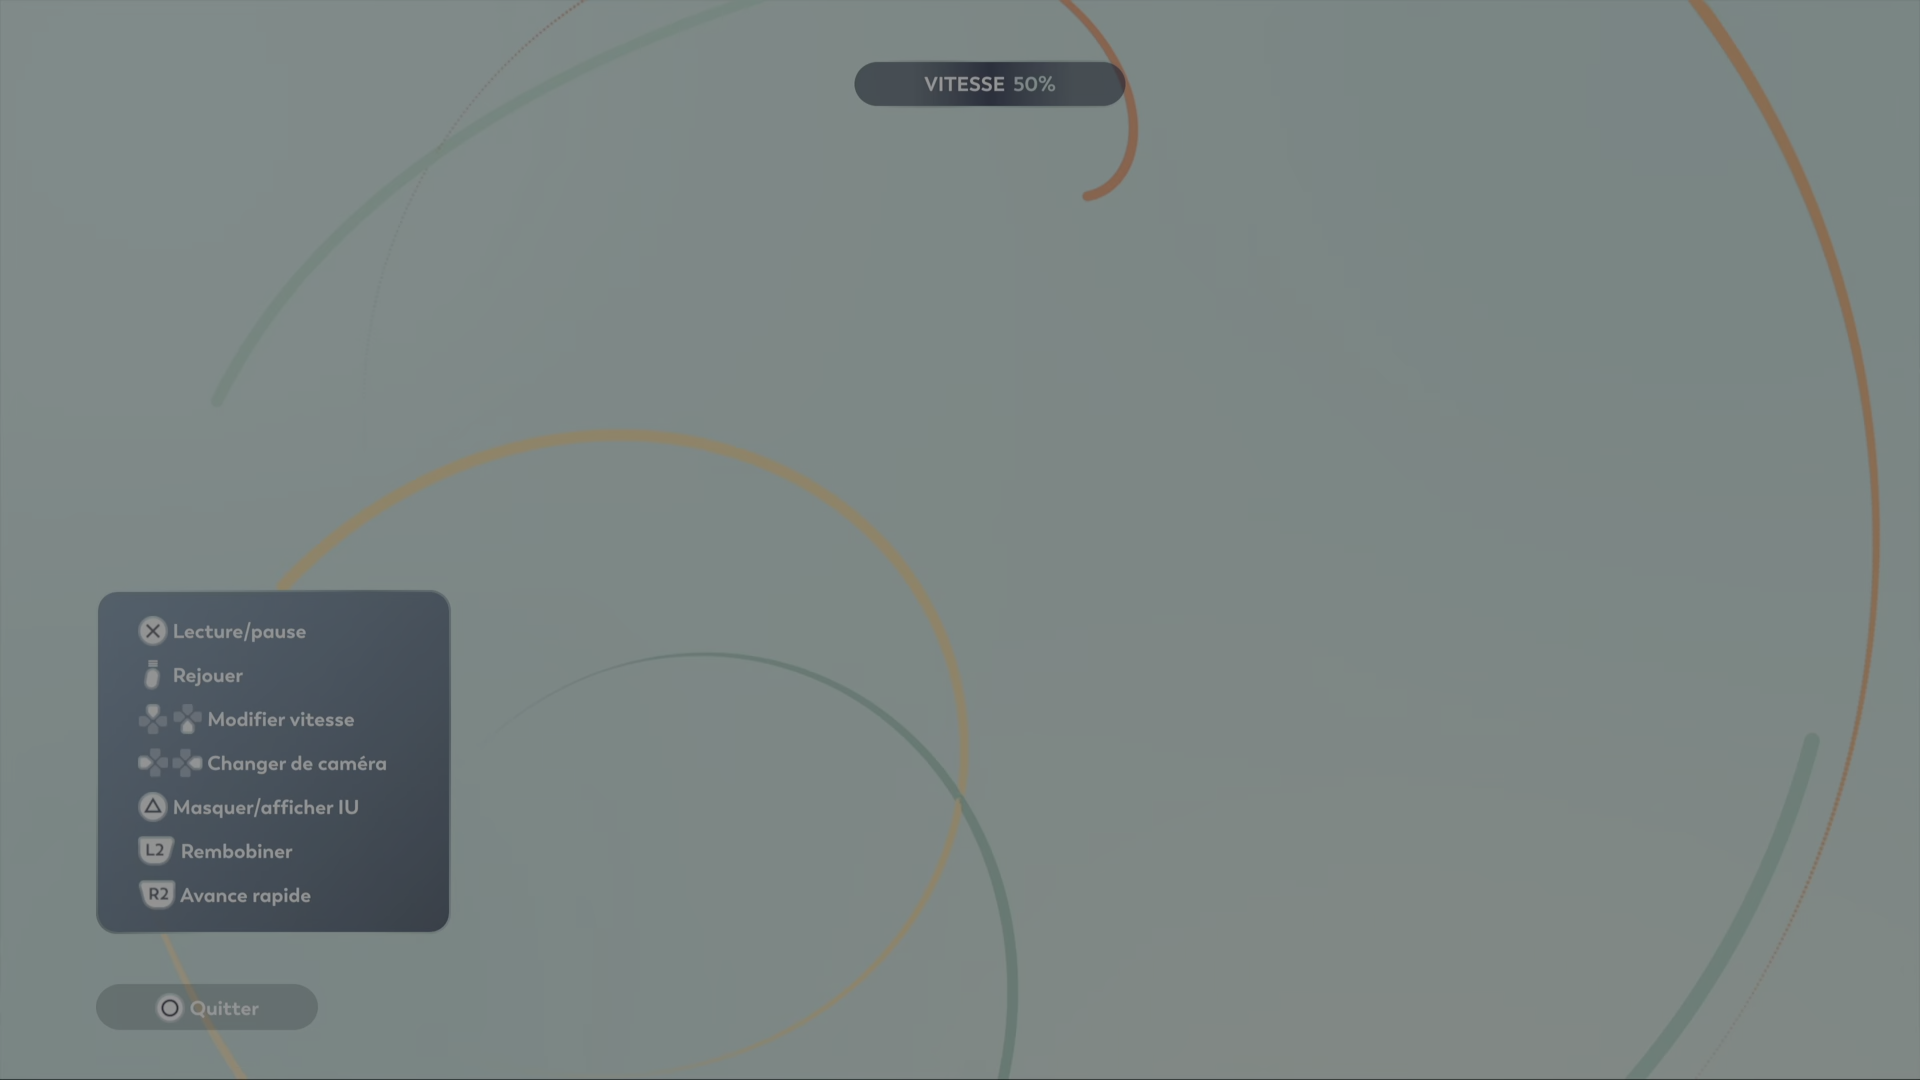 VITESSE 50%
Lecture/pause
Rejouer
Modifier vitesse
Changer de caméra
Masquer/afficher IU
L2 Rembobiner
R2 Avance rapide
Quitter